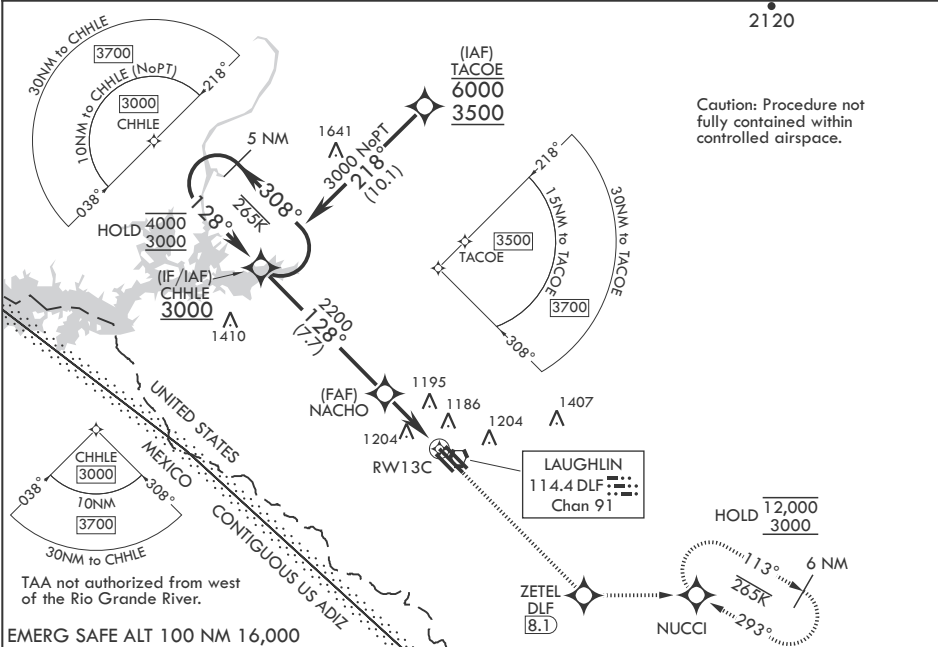 2120
30NM to CHHLE
3700
10NM to CHHLE (NoPT)
3000
CHHLE
218°
038°
(IAF)
TACOE
6000
3500
Caution: Procedure not
fully contained within
controlled airspace.
5 NM
1641
3000 NoPT
218°
(10.1)
308°
265K
128°
HOLD 4000
3000
(IF/IAF)
CHHLE
3000
1410
218°
15NM to TACOE
30NM to TACOE
3500
TACOE
3700
308°
2200
128°
(7.7)
(FAF)
NACHO
1195
1186
1204
1204
1407
RW13C
LAUGHLIN
114.4 DLF
Chan 91
UNITED STATES
MEXICO
CONTIGUOUS US ADIZ
CHHLE
3000
038°
308°
10NM
3700
30NM to CHHLE
TAA not authorized from west
of the Rio Grande River.
HOLD 12,000
3000
113°
6 NM
265K
293°
ZETEL
DLF
8.1
NUCCI
EMERG SAFE ALT 100 NM 16,000